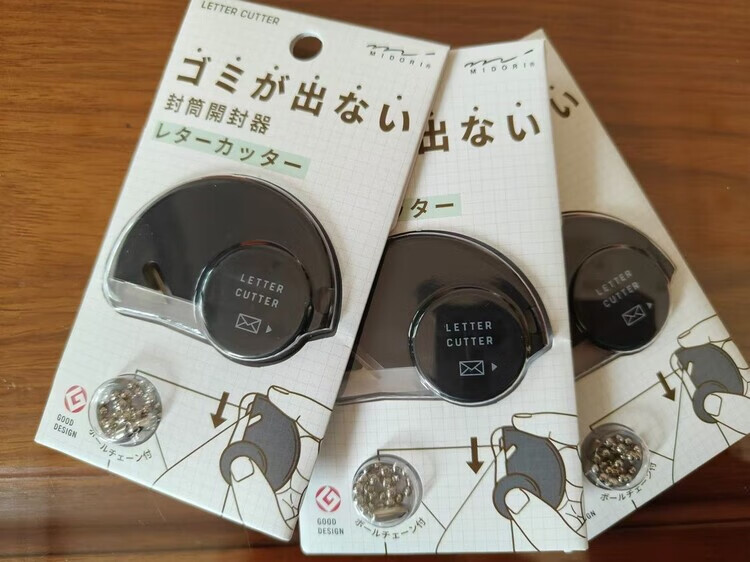 LETTER CUTTER
MIDORI®
ゴミが出ない
封筒開封器
レターカッター
LETTER
CUTTER
GOOD
DESIGN
ボールチェーン付
MIDORI®
出ない
ター
LETTER
CUTTER
GOOD
DESIGN
ボールチェーン付
い
LETTER
CUTTER
ボールチェーン付